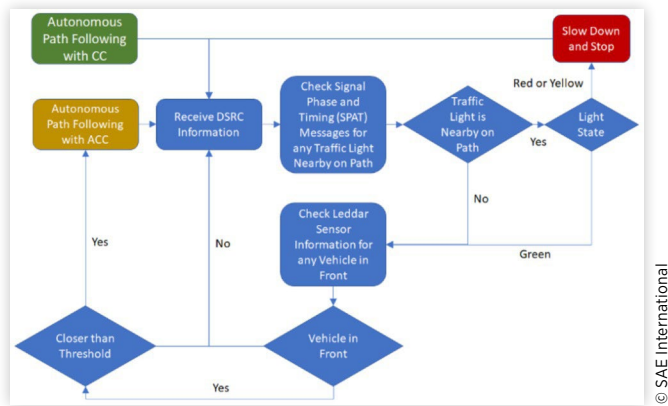 Autonomous
Path Following
with CC
Slow Down
and Stop
Red or Yellow
Autonomous
Path Following
with ACC
Receive DSRC
Information
Check Signal
Phase and
Timing (SPAT)
Messages for
any Traffic Light
Nearby on Path
Traffic
Light is
Nearby on
Path
Yes
Light
State
No
Green
Check Leddar
Sensor
Information for
any Vehicle in
Front
Yes
No
Closer than
Threshold
Vehicle in
Front
Yes
© SAE International